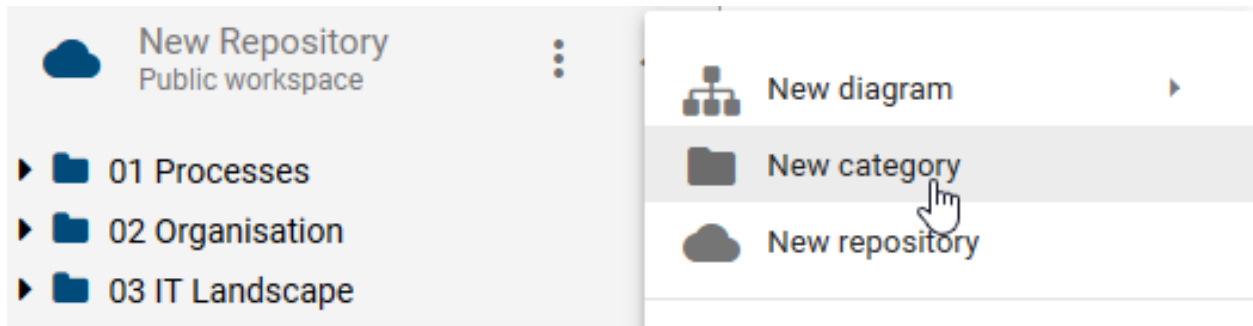 New Repository
Public workspace
01 Processes
02 Organisation
03 IT Landscape
New diagram
New category
New repository